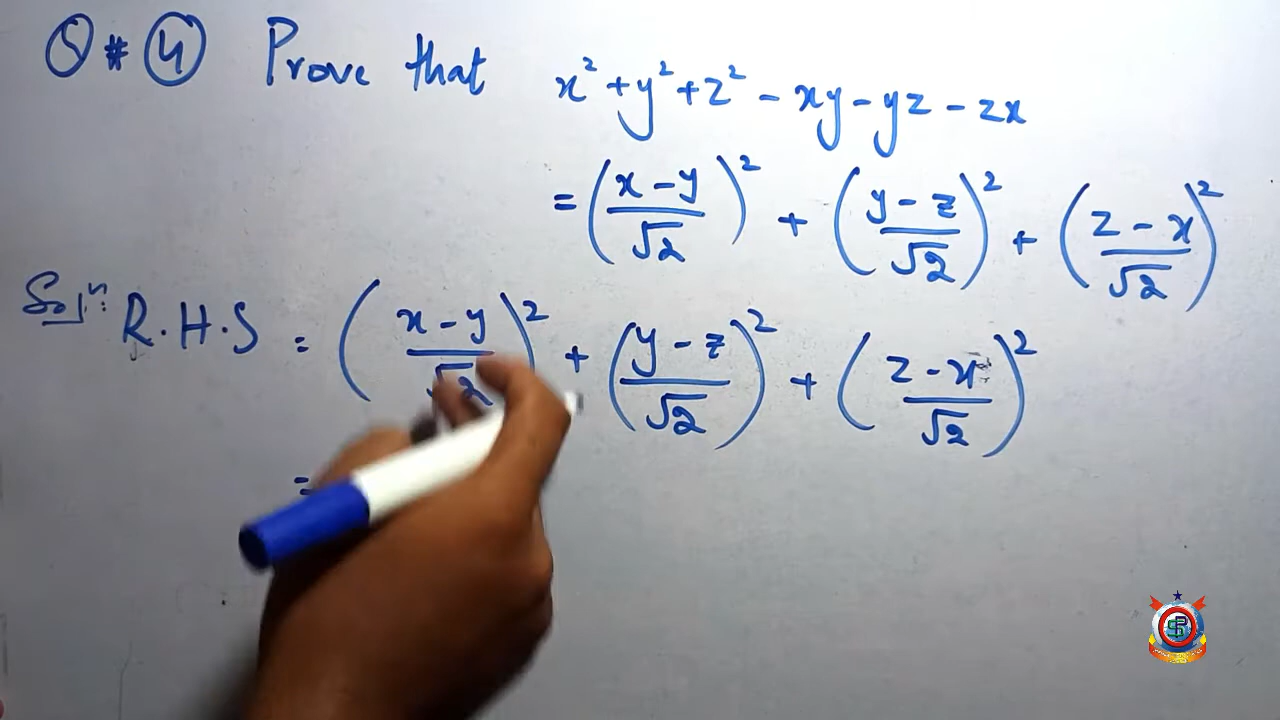 Q # 4 Prove that x² + y² + z² - xy - yz - zx
= ((x - y)/√2)² + ((y - z)/√2)² + ((z - x)/√2)²
Solⁿ: R.H.S = ((x - y)/√2)² + ((y - z)/√2)² + ((z - x)/√2)²
=